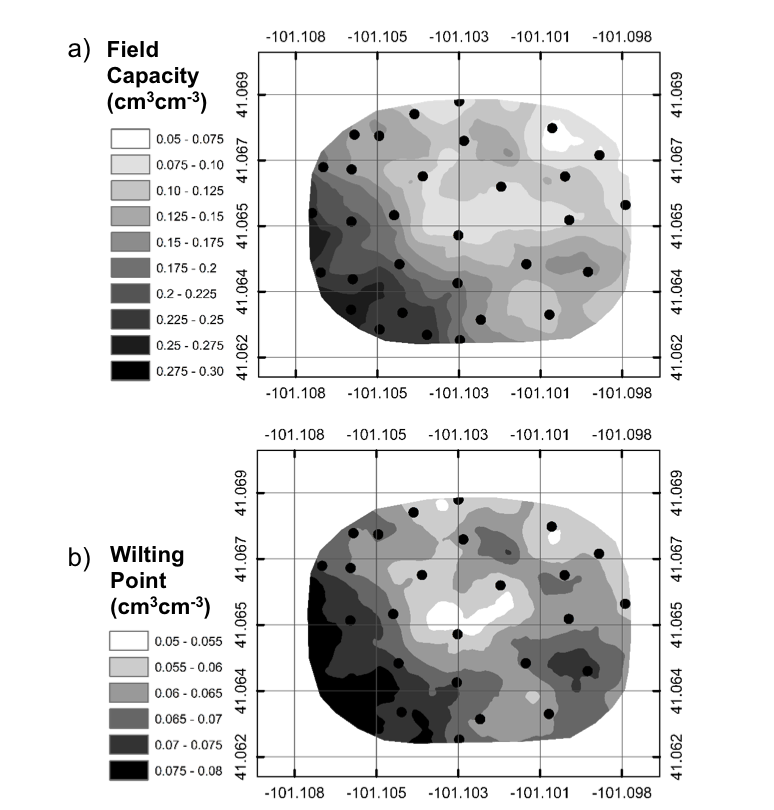 a) Field
Capacity
(cm³cm⁻³)
0.05 - 0.075
0.075 - 0.10
0.10 - 0.125
0.125 - 0.15
0.15 - 0.175
0.175 - 0.2
0.2 - 0.225
0.225 - 0.25
0.25 - 0.275
0.275 - 0.30
-101.108 -101.105 -101.103 -101.101 -101.098
41.069 41.069
41.067 41.067
41.065 41.065
41.064 41.064
41.062 41.062
-101.108 -101.105 -101.103 -101.101 -101.098
b) Wilting
Point
(cm³cm⁻³)
0.05 - 0.055
0.055 - 0.06
0.06 - 0.065
0.065 - 0.07
0.07 - 0.075
0.075 - 0.08
-101.108 -101.105 -101.103 -101.101 -101.098
41.069 41.069
41.067 41.067
41.065 41.065
41.064 41.064
41.062 41.062
-101.108 -101.105 -101.103 -101.101 -101.098